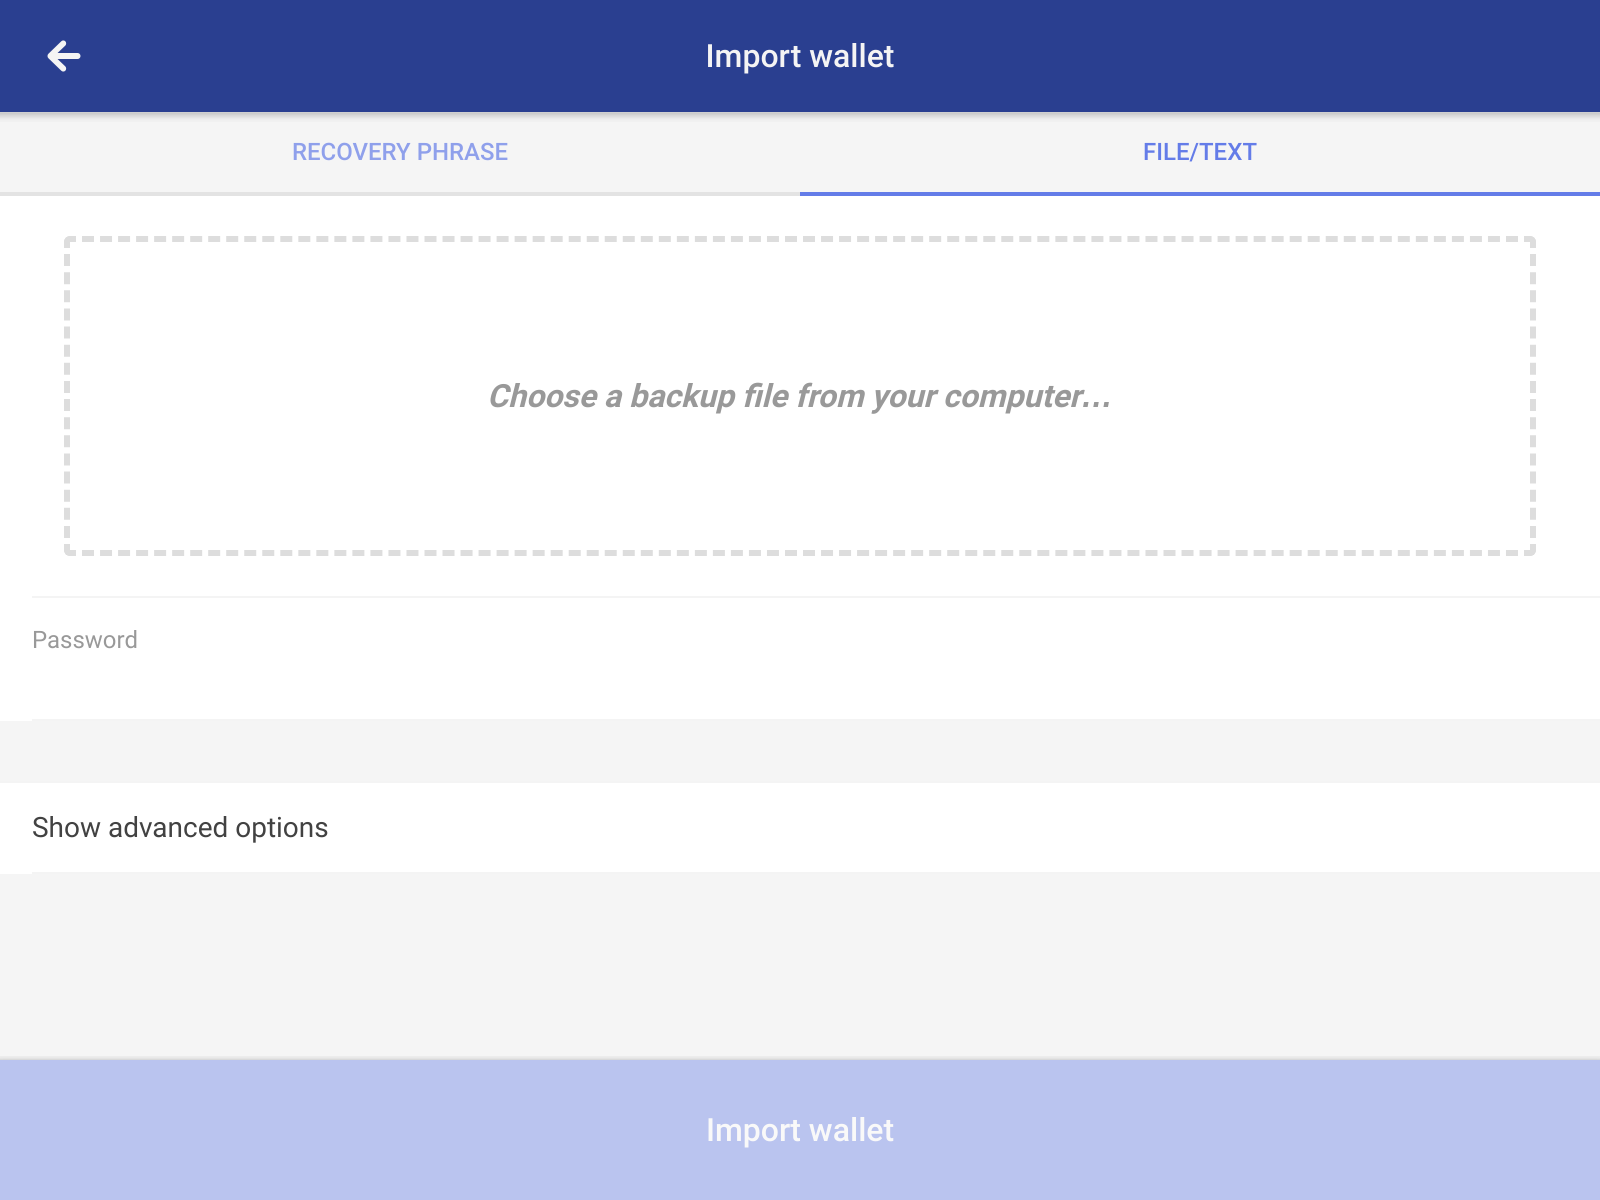 Import wallet
RECOVERY PHRASE
FILE/TEXT
Choose a backup file from your computer...
Password
Show advanced options
Import wallet